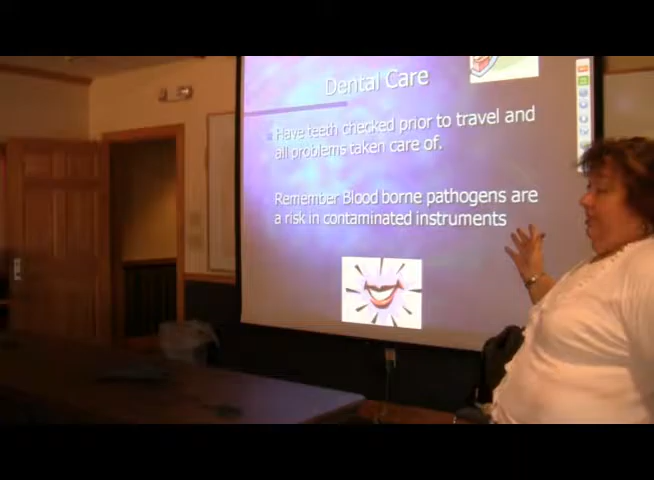 Dental Care
Have teeth checked prior to travel and
all problems taken care of.
Remember Blood borne pathogens are
a risk in contaminated instruments